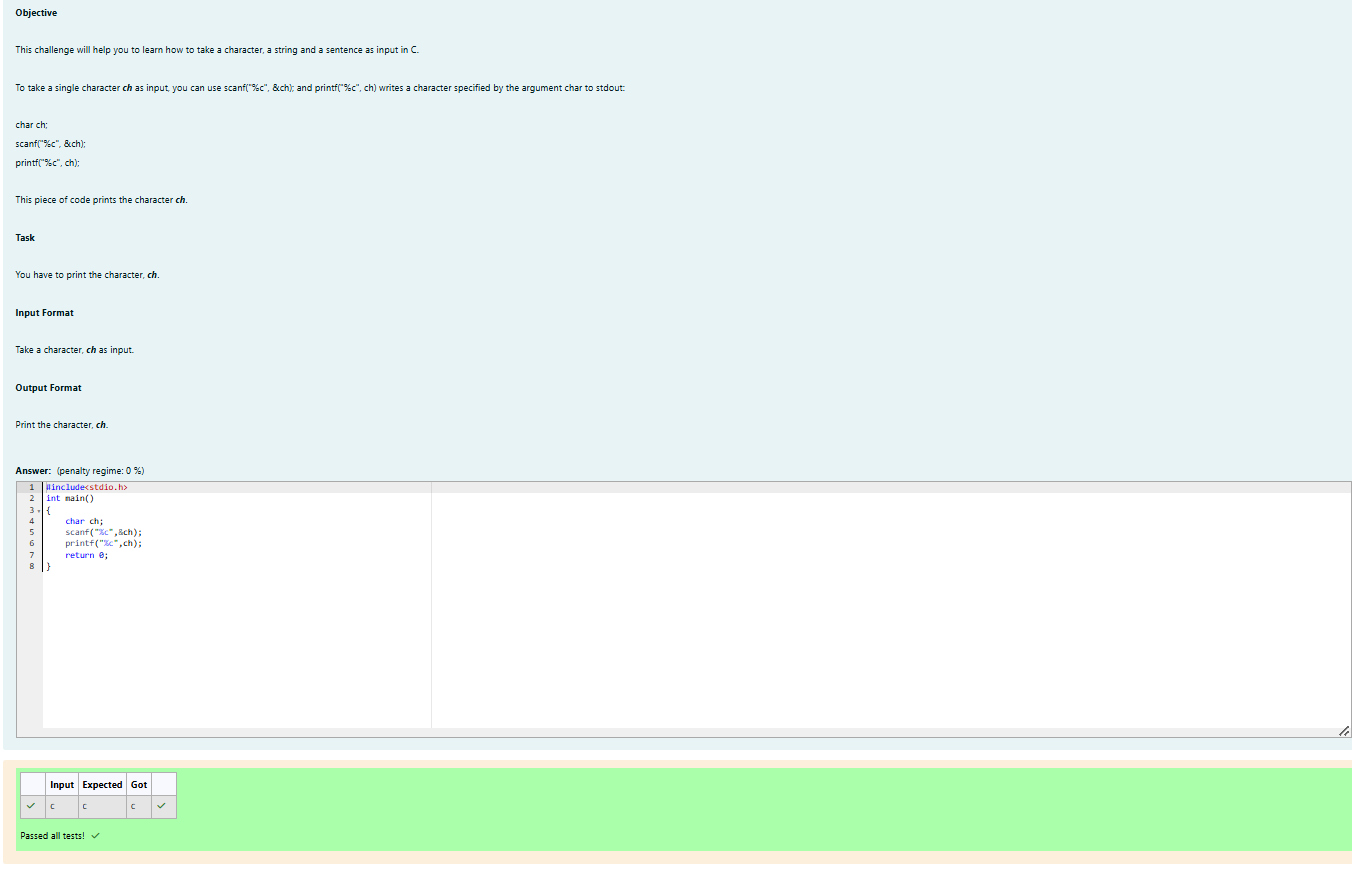 Objective
This challenge will help you to learn how to take a character, a string and a sentence as input in C.
To take a single character ch as input, you can use scanf("%c", &ch); and printf("%c", ch) writes a character specified by the argument char to stdout:
char ch;
scanf("%c", &ch);
printf("%c", ch);
This piece of code prints the character ch.
Task
You have to print the character, ch.
Input Format
Take a character, ch as input.
Output Format
Print the character, ch.
Answer: (penalty regime: 0 %)
1 #include<stdio.h>
2 int main()
3 {
4 char ch;
5 scanf("%c",&ch);
6 printf("%c",ch);
7 return 0;
8 }
Input Expected Got
✓ c c c ✓
Passed all tests! ✓